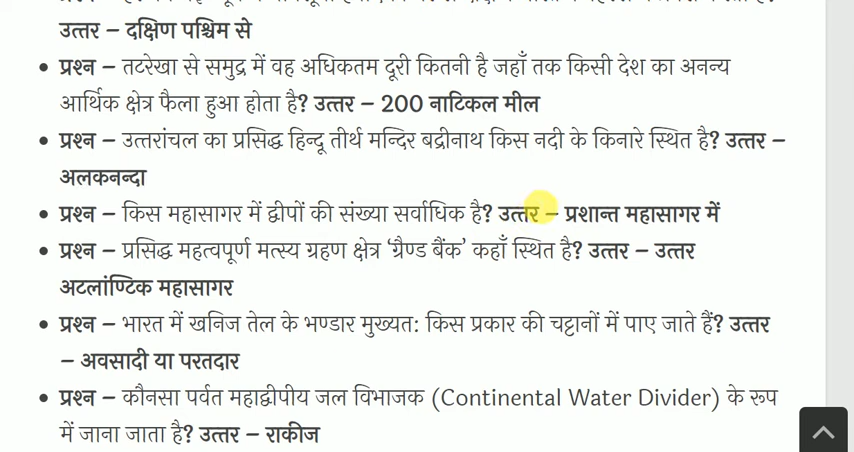 उत्तर – दक्षिण पश्चिम से
प्रश्न – तटरेखा से समुद्र में वह अधिकतम दूरी कितनी है जहाँ तक किसी देश का अनन्य
आर्थिक क्षेत्र फैला हुआ होता है? उत्तर – 200 नाटिकल मील
प्रश्न – उत्तरांचल का प्रसिद्ध हिन्दू तीर्थ मन्दिर बद्रीनाथ किस नदी के किनारे स्थित है? उत्तर –
अलकनन्दा
प्रश्न – किस महासागर में द्वीपों की संख्या सर्वाधिक है? उत्तर – प्रशान्त महासागर में
प्रश्न – प्रसिद्ध महत्वपूर्ण मत्स्य ग्रहण क्षेत्र ‘ग्रैण्ड बैंक’ कहाँ स्थित है? उत्तर – उत्तर
अटलांण्टिक महासागर
प्रश्न – भारत में खनिज तेल के भण्डार मुख्यत: किस प्रकार की चट्टानों में पाए जाते हैं? उत्तर
– अवसादी या परतदार
प्रश्न – कौनसा पर्वत महाद्वीपीय जल विभाजक (Continental Water Divider) के रूप
में जाना जाता है? उत्तर – राकीज